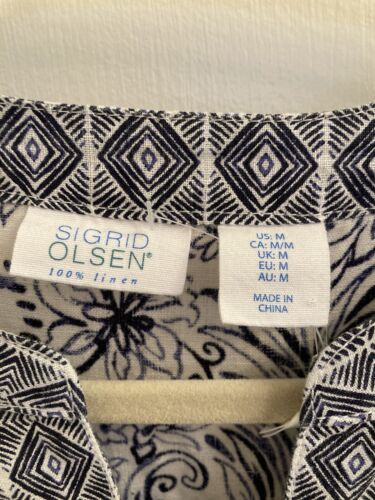 SIGRID
OLSEN®
100% linen
US: M
CA: M/M
UK: M
EU: M
AU: M
MADE IN
CHINA